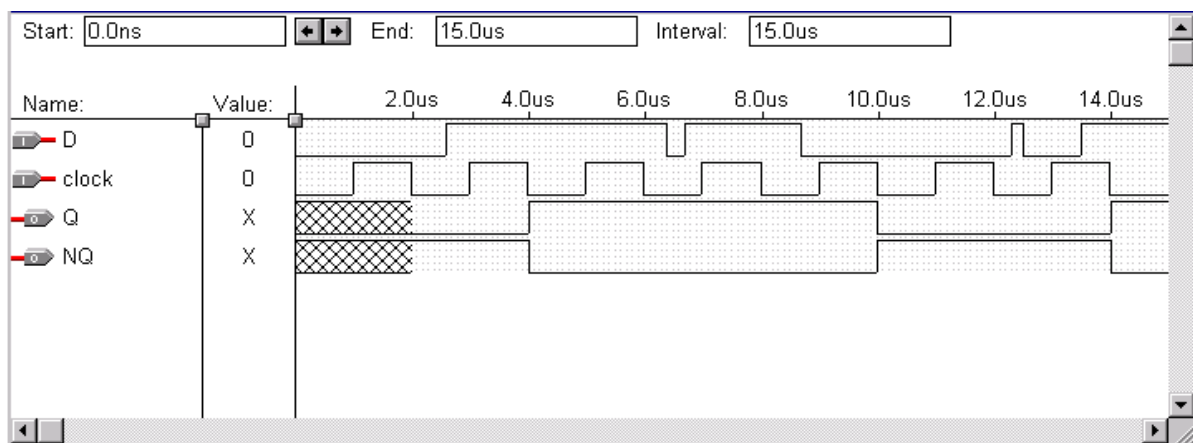 Start: 0.0ns End: 15.0us Interval: 15.0us
Name: Value: 2.0us 4.0us 6.0us 8.0us 10.0us 12.0us 14.0us
I D 0
I clock 0
O Q X
O NQ X